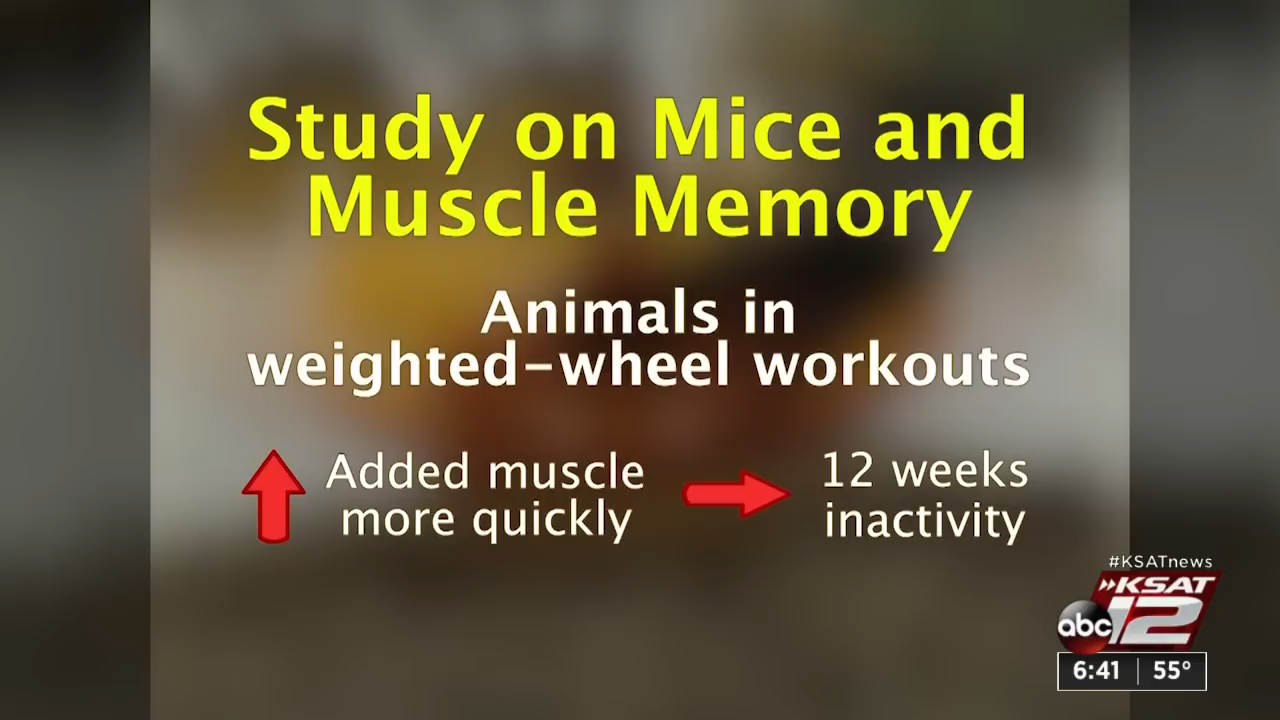 Study on Mice and
Muscle Memory
Animals in
weighted-wheel workouts
Added muscle
more quickly
12 weeks
inactivity
#KSATnews
KSAT
abc 12
6:41 55°